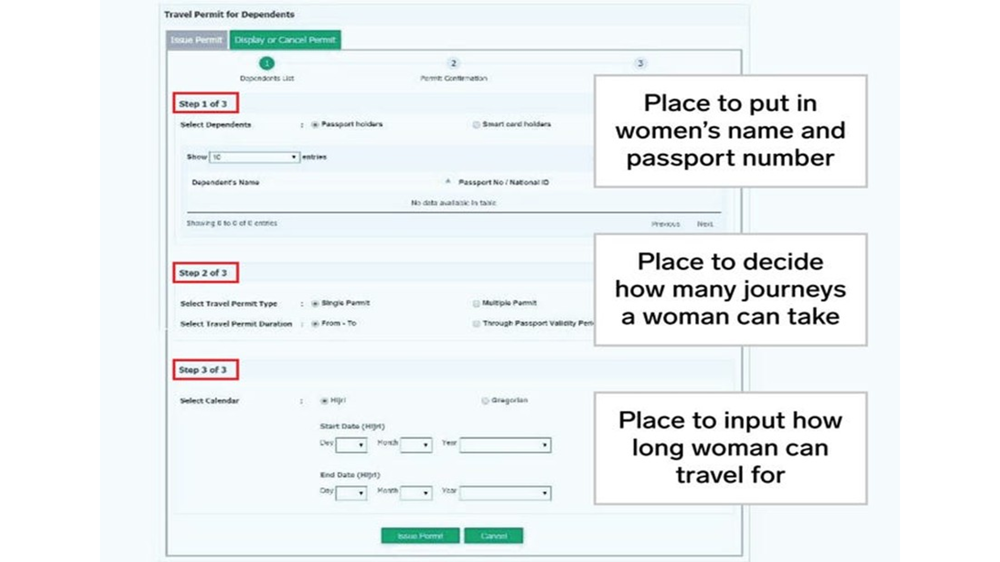 Travel Permit for Dependents
Issue Permit
Display or Cancel Permit
1
2
3
Dependents List
Permit Confirmation
Step 1 of 3
Select Dependents : Passport holders Smart card holders
Place to put in
women's name and
passport number
Show 10 entries
Dependent's Name
Passport No / National ID
No data available in table
Showing 0 to 0 of 0 entries
Previous Next
Step 2 of 3
Select Travel Permit Type : Single Permit Multiple Permit
Select Travel Permit Duration : From - To Through Passport Validity
Place to decide
how many journeys
a woman can take
Step 3 of 3
Select Calendar : Hijri Gregorian
Start Date (Hijri)
Day Month Year
End Date (Hijri)
Day Month Year
Place to input how
long woman can
travel for
Issue Permit
Cancel